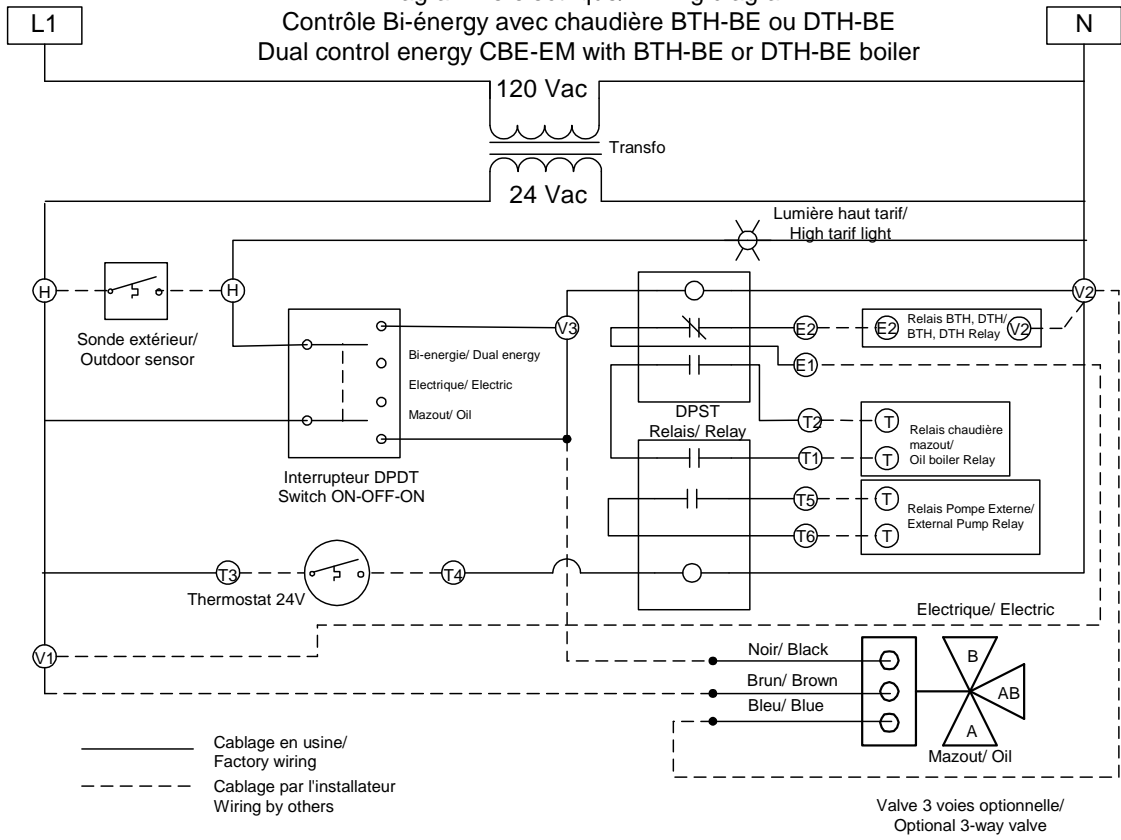 L1
N
Contrôle Bi-énergy avec chaudière BTH-BE ou DTH-BE
Dual control energy CBE-EM with BTH-BE or DTH-BE boiler
120 Vac
Transfo
24 Vac
Lumière haut tarif/
High tarif light
H
H
V2
Sonde extérieur/
Outdoor sensor
V3
E2
E2
Relais BTH, DTH/
BTH, DTH Relay
V2
Bi-energie/ Dual energy
E1
Electrique/ Electric
Mazout/ Oil
DPST
Relais/ Relay
T2
T
Relais chaudière
mazout/
Oil boiler Relay
T1
T
Interrupteur DPDT
Switch ON-OFF-ON
T5
T
Relais Pompe Externe/
External Pump Relay
T6
T
T3
T4
Thermostat 24V
Electrique/ Electric
V1
Noir/ Black
Brun/ Brown
Bleu/ Blue
B
AB
A
Mazout/ Oil
Cablage en usine/
Factory wiring
Cablage par l'installateur
Wiring by others
Valve 3 voies optionnelle/
Optional 3-way valve